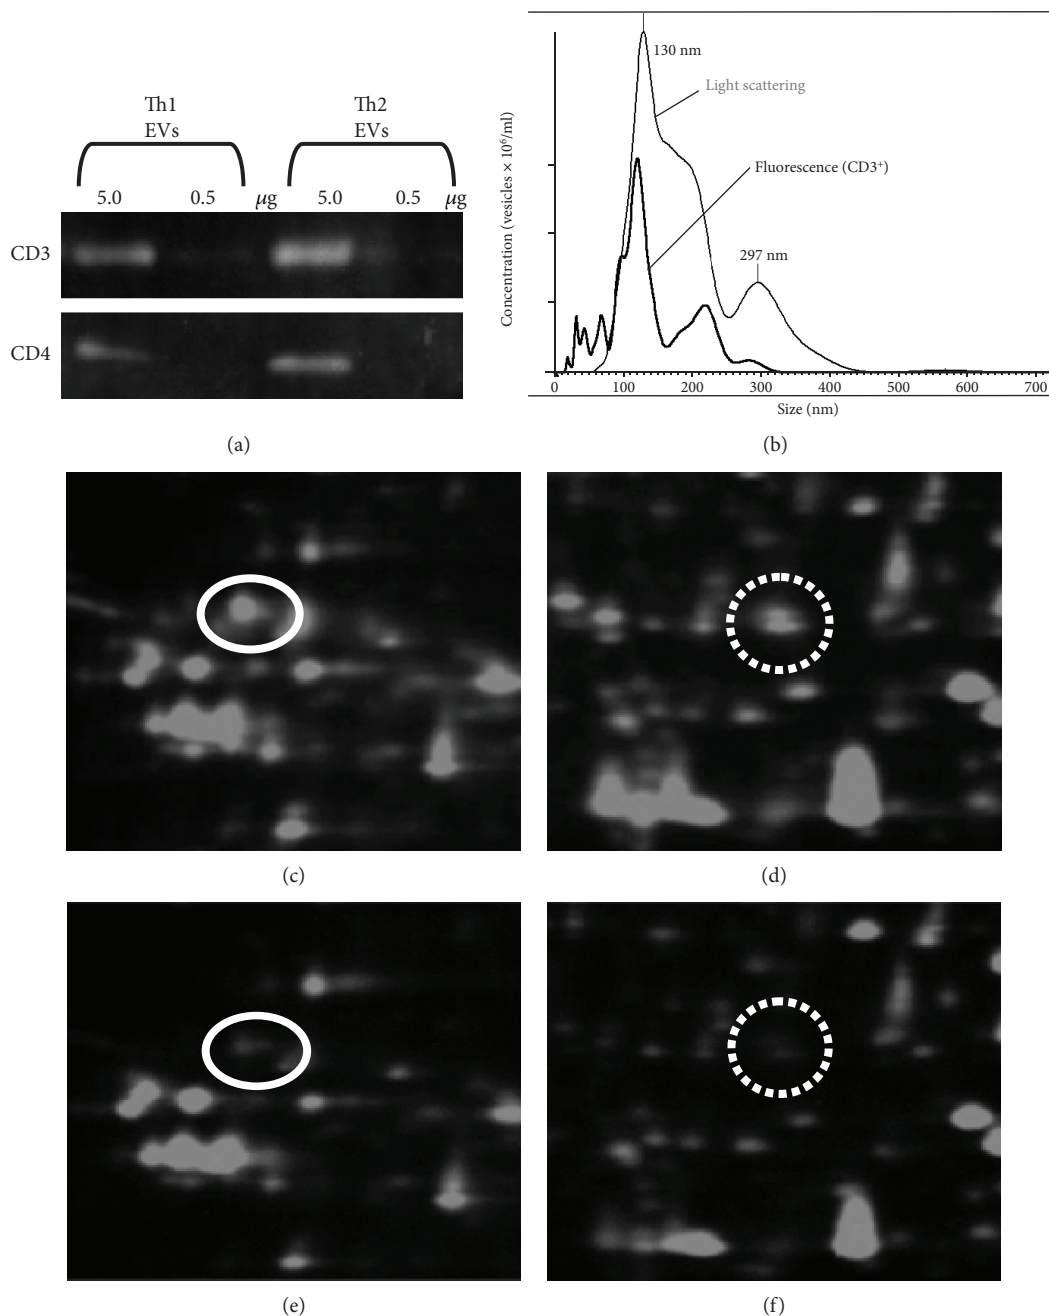 Th1
EVs
Th2
EVs
5.0
0.5
µg
5.0
0.5
µg
CD3
CD4
(a)
Concentration (vesicles × 10⁶/ml)
130 nm
Light scattering
Fluorescence (CD3⁺)
297 nm
0 100 200 300 400 500 600 700
Size (nm)
(b)
(c)
(d)
(e)
(f)